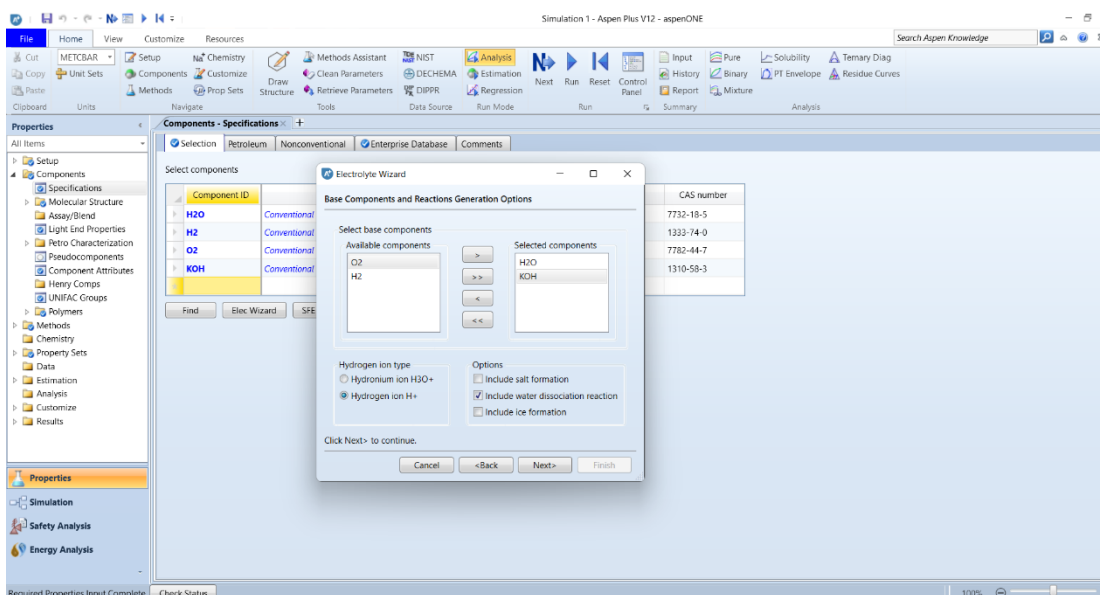 Simulation 1 - Aspen Plus V12 - aspenONE
File Home View Customize Resources Search Aspen Knowledge
Cut METCBAR Setup Na+ Chemistry Methods Assistant NIST Analysis Input Pure Solubility Ternary Diag
Copy Unit Sets Components Customize Clean Parameters DECHEMA Estimation History Binary PT Envelope Residue Curves
Paste Methods Prop Sets Draw Structure Retrieve Parameters DIPPR Regression Next Run Reset Control Panel Report Mixture
Clipboard Units Navigate Tools Data Source Run Mode Run Summary Analysis
Properties
All Items
Setup
Components
Specifications
Molecular Structure
Assay/Blend
Light End Properties
Petro Characterization
Pseudocomponents
Component Attributes
Henry Comps
UNIFAC Groups
Polymers
Methods
Chemistry
Property Sets
Data
Estimation
Analysis
Customize
Results
Properties
Simulation
Safety Analysis
Energy Analysis
Components - Specifications × +
Selection Petroleum Nonconventional Enterprise Database Comments
Select components
Component ID CAS number
H2O Conventional 7732-18-5
H2 Conventional 1333-74-0
O2 Conventional 7782-44-7
KOH Conventional 1310-58-3
Find Elec Wizard SFE
Electrolyte Wizard
Base Components and Reactions Generation Options
Select base components
Available components Selected components
O2
H2
>
>>
<
<<
H2O
KOH
Hydrogen ion type
Hydronium ion H3O+
Hydrogen ion H+
Options
Include salt formation
Include water dissociation reaction
Include ice formation
Click Next> to continue.
Cancel <Back Next> Finish
Required Properties Input Complete Check Status 100%